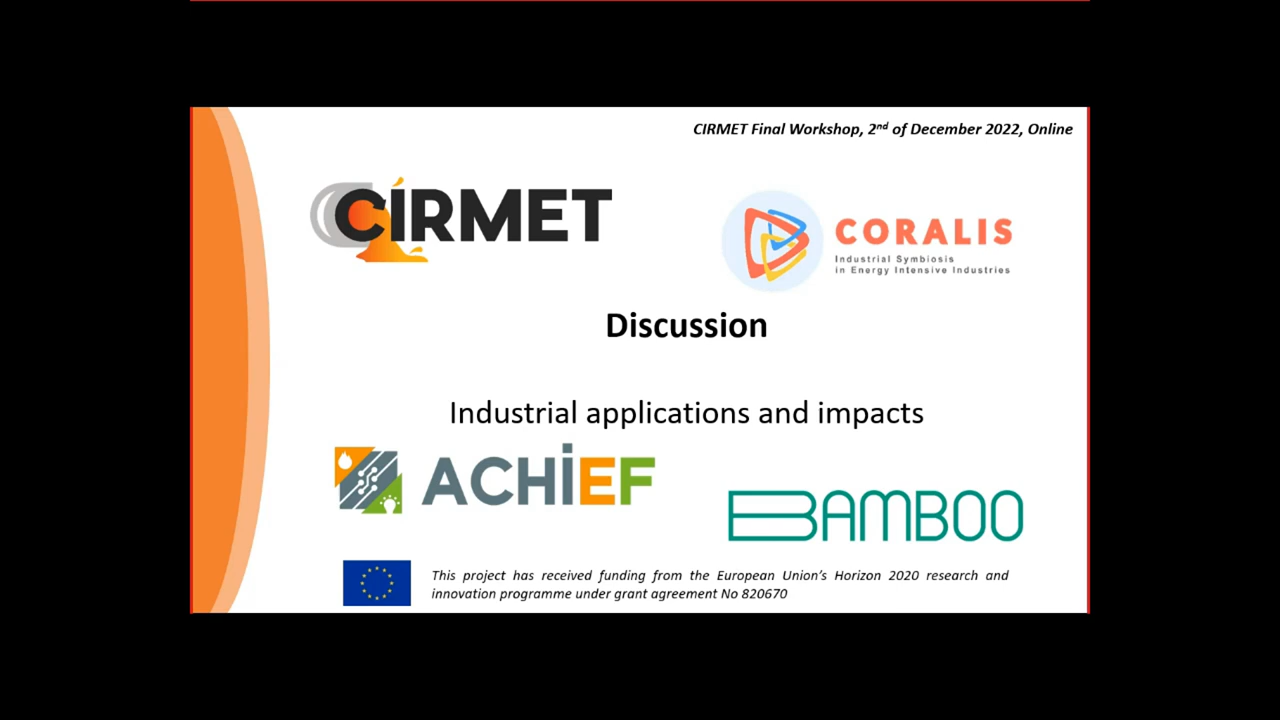 CIRMET Final Workshop, 2nd of December 2022, Online
CÍRMET
CORALIS
Industrial Symbiosis
in Energy Intensive Industries
Discussion
Industrial applications and impacts
ACHiEF
BAMBOO
This project has received funding from the European Union's Horizon 2020 research and
innovation programme under grant agreement No 820670